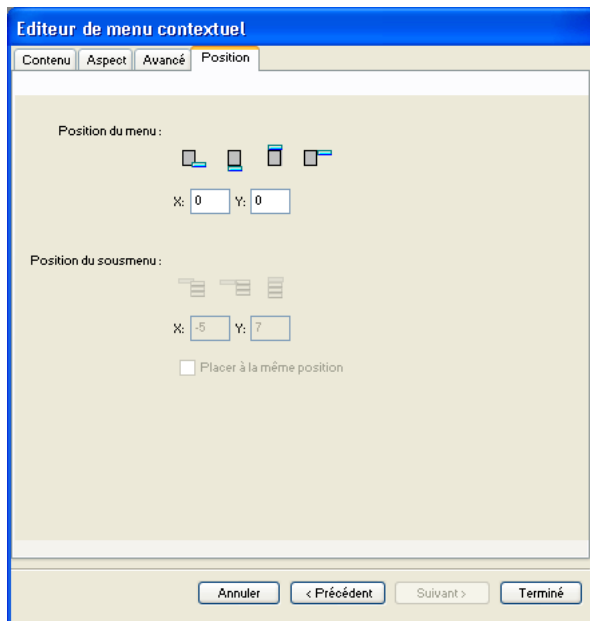 Editeur de menu contextuel
Contenu Aspect Avancé Position
Position du menu :
X: 0 Y: 0
Position du sousmenu :
X: -5 Y: 7
Placer à la même position
Annuler < Précédent Suivant > Terminé